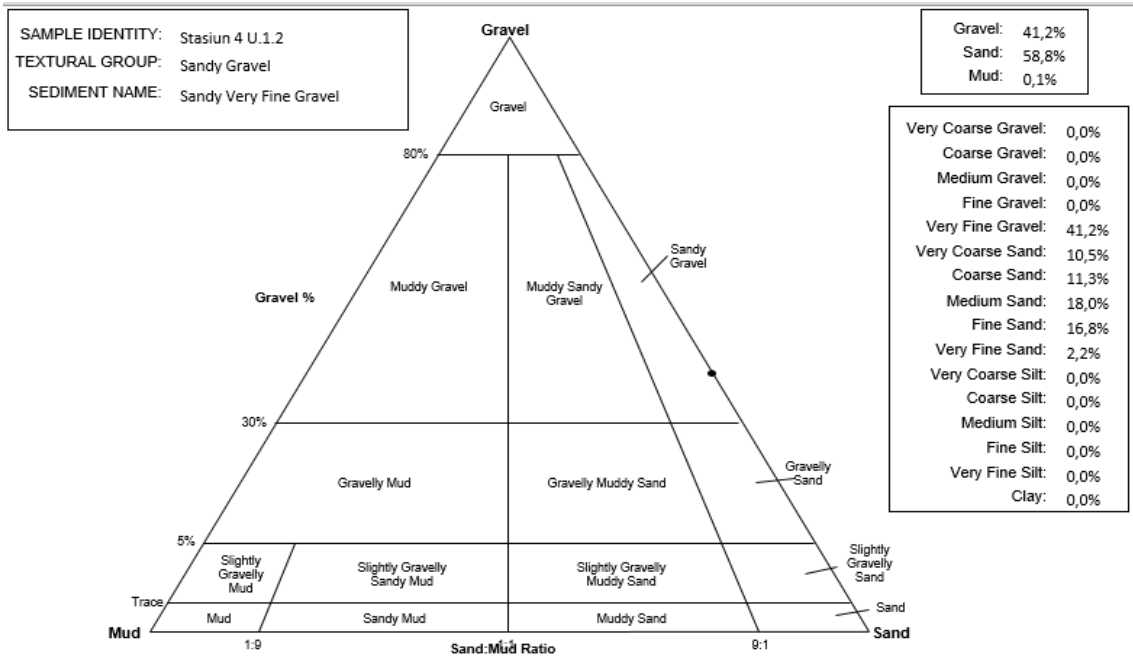 SAMPLE IDENTITY: Stasiun 4 U.1.2
TEXTURAL GROUP: Sandy Gravel
SEDIMENT NAME: Sandy Very Fine Gravel
Gravel
Gravel: 41,2%
Sand: 58,8%
Mud: 0,1%
Very Coarse Gravel: 0,0%
Coarse Gravel: 0,0%
Medium Gravel: 0,0%
Fine Gravel: 0,0%
Very Fine Gravel: 41,2%
Very Coarse Sand: 10,5%
Coarse Sand: 11,3%
Medium Sand: 18,0%
Fine Sand: 16,8%
Very Fine Sand: 2,2%
Very Coarse Silt: 0,0%
Coarse Silt: 0,0%
Medium Silt: 0,0%
Fine Silt: 0,0%
Very Fine Silt: 0,0%
Clay: 0,0%
Gravel
80%
Sandy
Gravel
Gravel %
Muddy Gravel
Muddy Sandy
Gravel
30%
Gravelly Mud
Gravelly Muddy Sand
Gravelly
Sand
5%
Slightly
Gravelly
Mud
Slightly Gravelly
Sandy Mud
Slightly Gravelly
Muddy Sand
Slightly
Gravelly
Sand
Trace
Mud
Sandy Mud
Muddy Sand
Sand
Mud
Sand
1:9
1:1
9:1
Sand:Mud Ratio